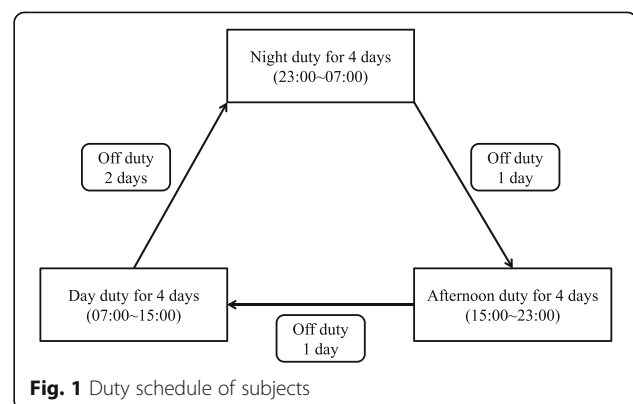 Night duty for 4 days
(23:00~07:00)
Off duty
2 days
Off duty
1 day
Day duty for 4 days
(07:00~15:00)
Afternoon duty for 4 days
(15:00~23:00)
Off duty
1 day
Fig. 1 Duty schedule of subjects